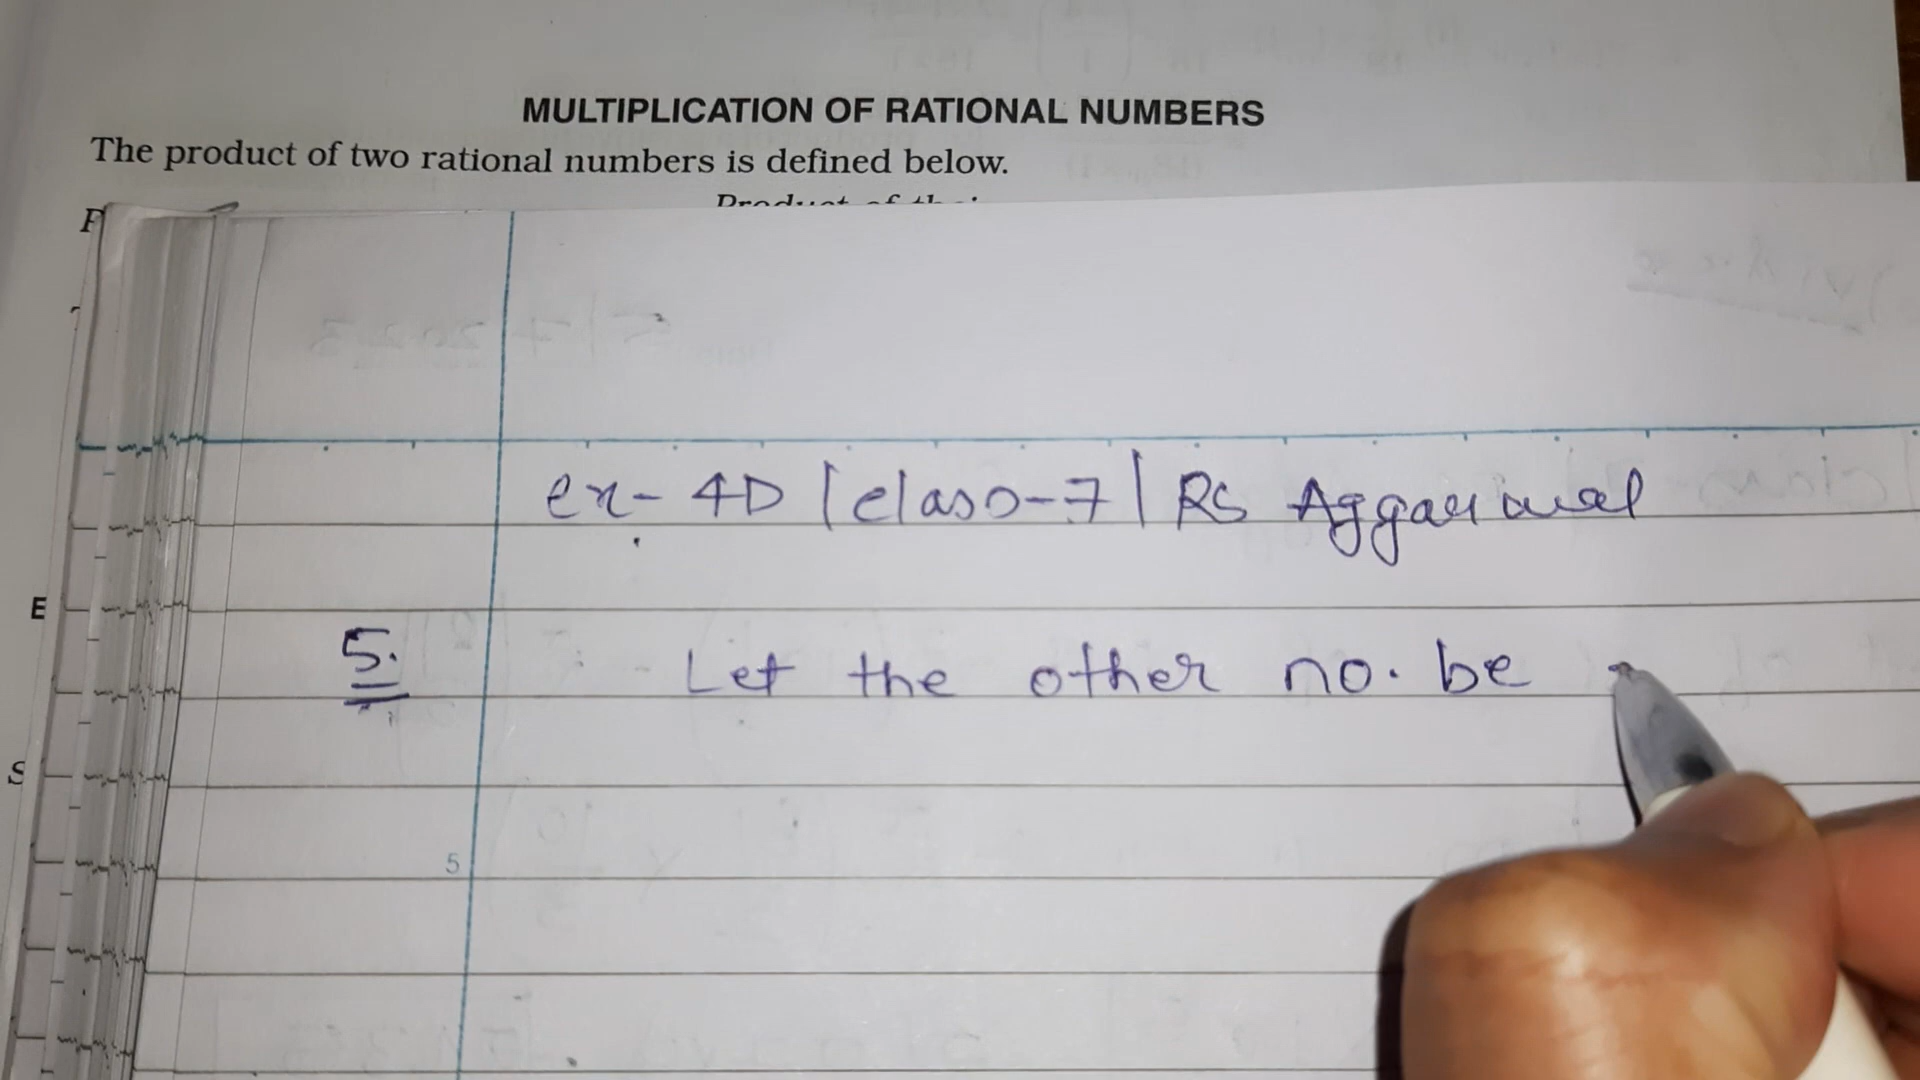 MULTIPLICATION OF RATIONAL NUMBERS
The product of two rational numbers is defined below.
ex- 4D | class-7 | RS Aggarwal
5. Let the other no. be
5
E
S